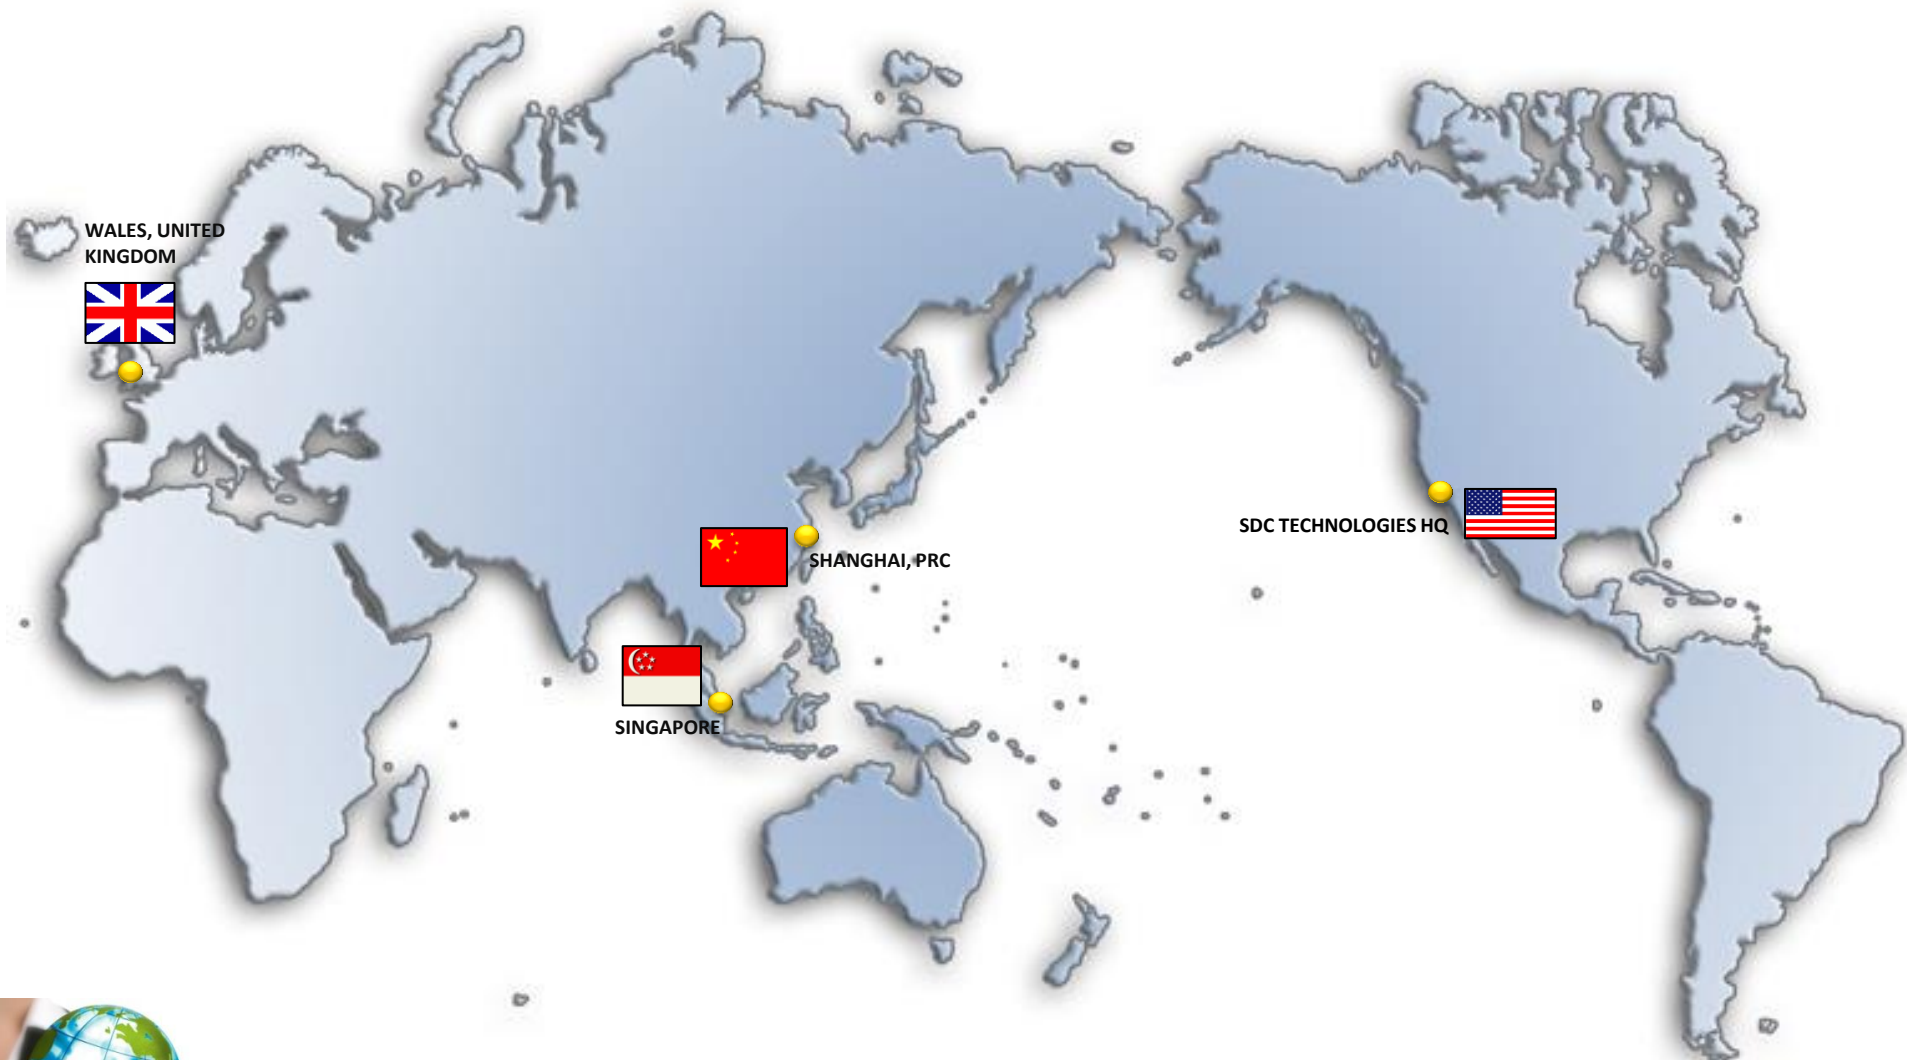 WALES, UNITED
KINGDOM
SDC TECHNOLOGIES HQ
SHANGHAI, PRC
SINGAPORE